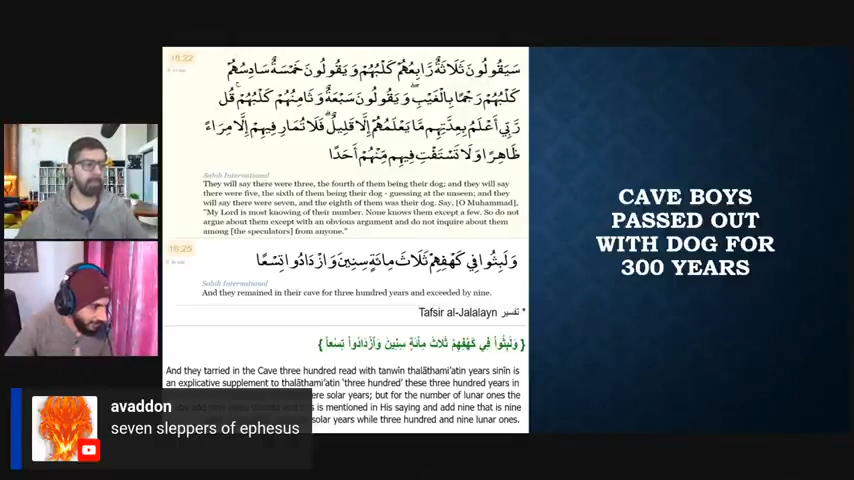 18:22
سَيَقُولُونَ ثَلَاثَةٌ رَّابِعُهُمْ كَلْبُهُمْ وَيَقُولُونَ خَمْسَةٌ سَادِسُهُمْ
كَلْبُهُمْ رَجْمًا بِالْغَيْبِ ۖ وَيَقُولُونَ سَبْعَةٌ وَثَامِنُهُمْ كَلْبُهُمْ ۚ قُل
رَّبِّي أَعْلَمُ بِعِدَّتِهِم مَّا يَعْلَمُهُمْ إِلَّا قَلِيلٌ ۗ فَلَا تُمَارِ فِيهِمْ إِلَّا مِرَاءً
ظَاهِرًا وَلَا تَسْتَفْتِ فِيهِم مِّنْهُمْ أَحَدًا
Sahih International
They will say there were three, the fourth of them being their dog; and they will say
there were five, the sixth of them being their dog - guessing at the unseen; and they
will say there were seven, and the eighth of them was their dog. Say, [O Muhammad],
"My Lord is most knowing of their number. None knows them except a few. So do not
argue about them except with an obvious argument and do not inquire about them
among [the speculators] from anyone."
18:25
وَلَبِثُوا فِي كَهْفِهِمْ ثَلَاثَ مِائَةٍ سِنِينَ وَازْدَادُوا تِسْعًا
Sahih International
And they remained in their cave for three hundred years and exceeded by nine.
* تفسير Tafsir al-Jalalayn
{ وَلَبِثُواْ فِي كَهْفِهِمْ ثَلاثَ مِاْئَةٍ سِنِينَ وَٱزْدَادُواْ تِسْعاً }
And they tarried in the Cave three hundred read with tanwīn thalāthami'atin years sinīn is
an explicative supplement to thalāthami'atin 'three hundred' these three hundred years in
ere solar years; but for the number of lunar ones the
is mentioned in His saying and add nine that is nine
solar years while three hundred and nine lunar ones.
CAVE BOYS
PASSED OUT
WITH DOG FOR
300 YEARS
avaddon
seven sleppers of ephesus